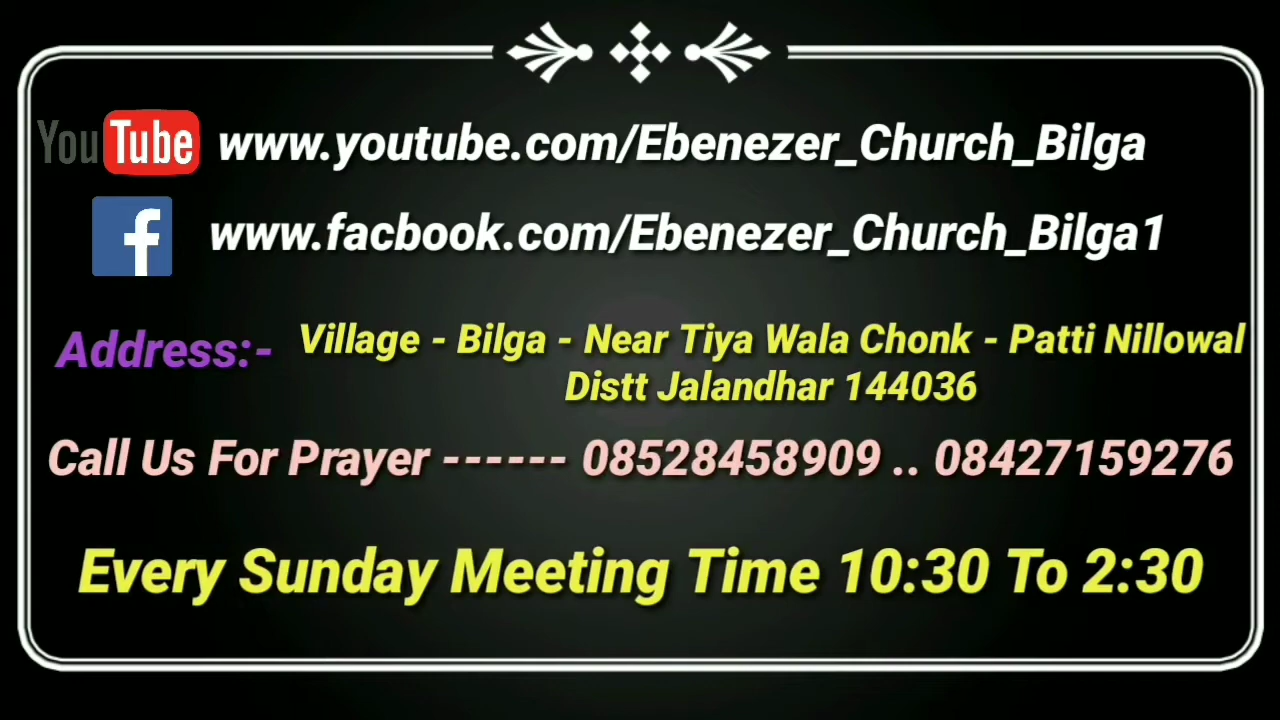 YouTube www.youtube.com/Ebenezer_Church_Bilga
f www.facbook.com/Ebenezer_Church_Bilga1
Address:- Village - Bilga - Near Tiya Wala Chonk - Patti Nillowal
Distt Jalandhar 144036
Call Us For Prayer ------ 08528458909 .. 08427159276
Every Sunday Meeting Time 10:30 To 2:30